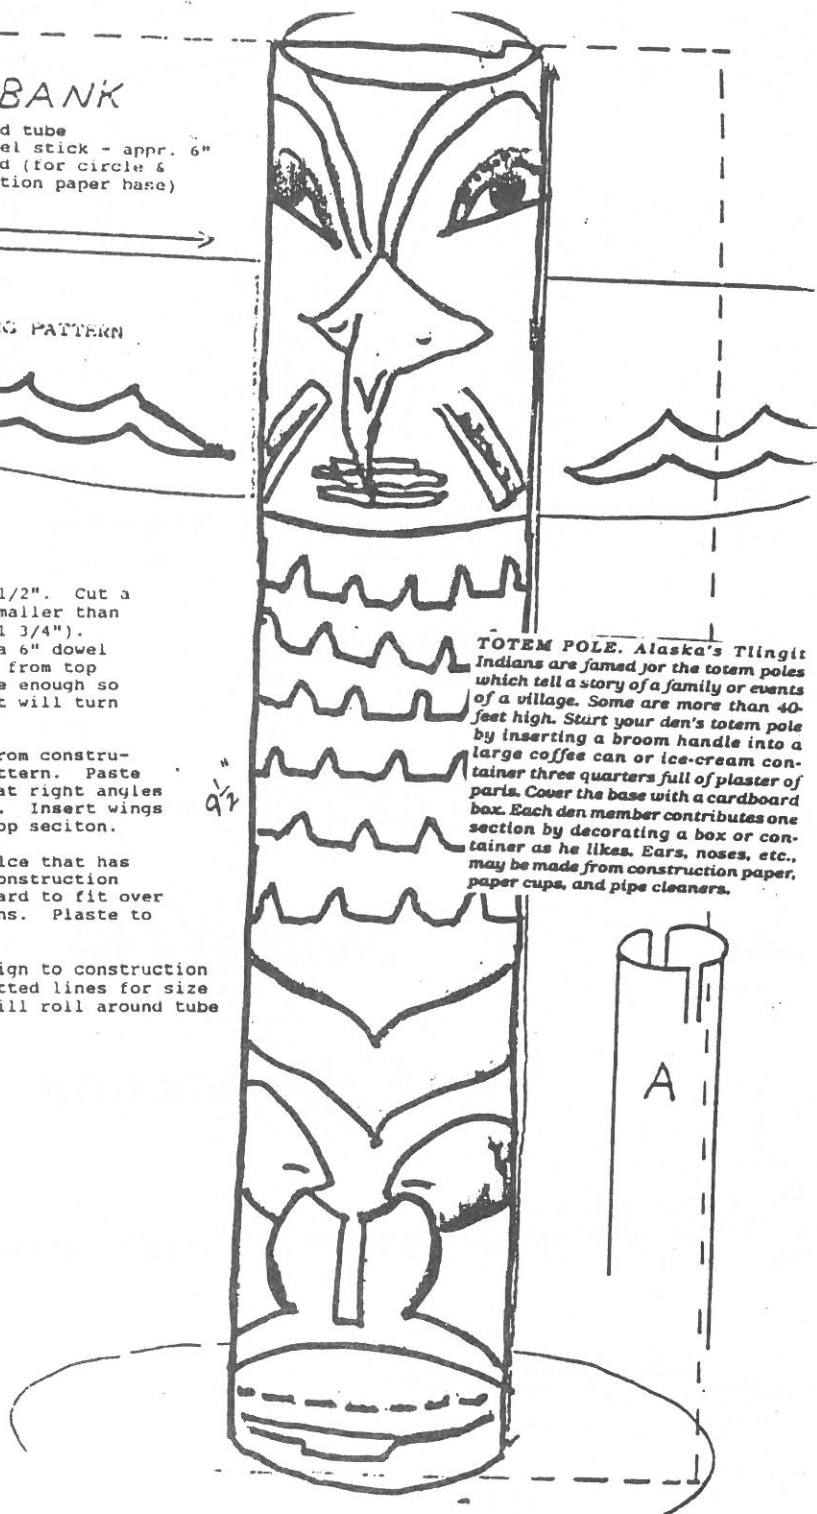 BANK
d tube
el stick - appr. 6"
d (for circle &
tion paper base)
G PATTERN
1/2". Cut a
maller than
1 3/4").
a 6" dowel
from top
e enough so
t will turn
rom constru-
ttern. Paste
at right angles
. Insert wings
op seciton.
lce that has
onstruction
ard to fit over
ns. Plaste to
ign to construction
tted lines for size
ill roll around tube
9 1/2"
TOTEM POLE. Alaska's Tlingit
Indians are famed for the totem poles
which tell a story of a family or events
of a village. Some are more than 40-
feet high. Start your den's totem pole
by inserting a broom handle into a
large coffee can or ice-cream con-
tainer three quarters full of plaster of
paris. Cover the base with a cardboard
box. Each den member contributes one
section by decorating a box or con-
tainer as he likes. Ears, noses, etc.,
may be made from construction paper,
paper cups, and pipe cleaners.
A